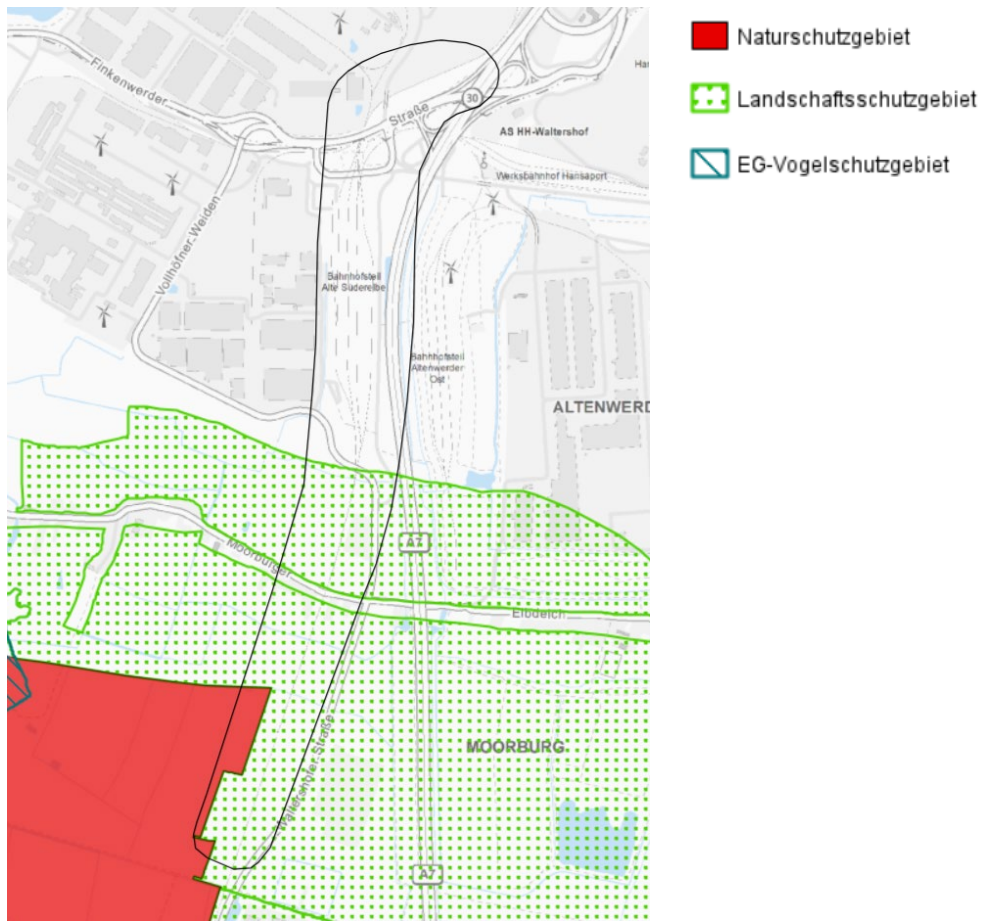 Naturschutzgebiet
Landschaftsschutzgebiet
EG-Vogelschutzgebiet
Finkenwerder
Straße
30
AS HH-Waltershof
Werksbahnhof Hansaport
Vollhöfner-Weiden
Bahnhofsteil
Alte Süderelbe
Bahnhofsteil
Altenwerder
Ost
ALTENWERD
A7
Moorburger
Elbdeich
MOORBURG
Waltershofer-Straße
A7